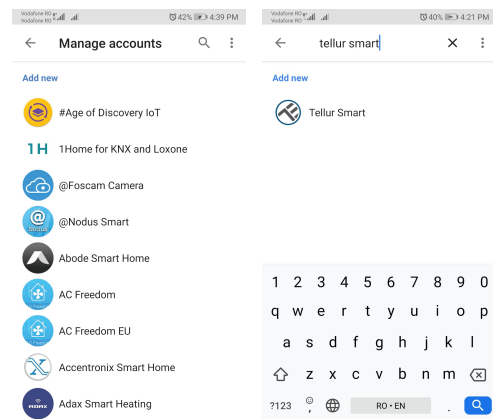 Vodafone RO
Vodafone RO
42% 4:39 PM
Manage accounts
Add new
#Age of Discovery IoT
1H 1Home for KNX and Loxone
@Foscam Camera
@ Nodus @Nodus Smart
Abode Smart Home
AC Freedom
AC Freedom EU
Accentronix Smart Home
ADAX Adax Smart Heating
Vodafone RO
Vodafone RO
40% 4:21 PM
tellur smart
Add new
Tellur Smart
1 2 3 4 5 6 7 8 9 0
q w e r t y u i o p
a s d f g h j k l
z x c v b n m
?123 , RO • EN .